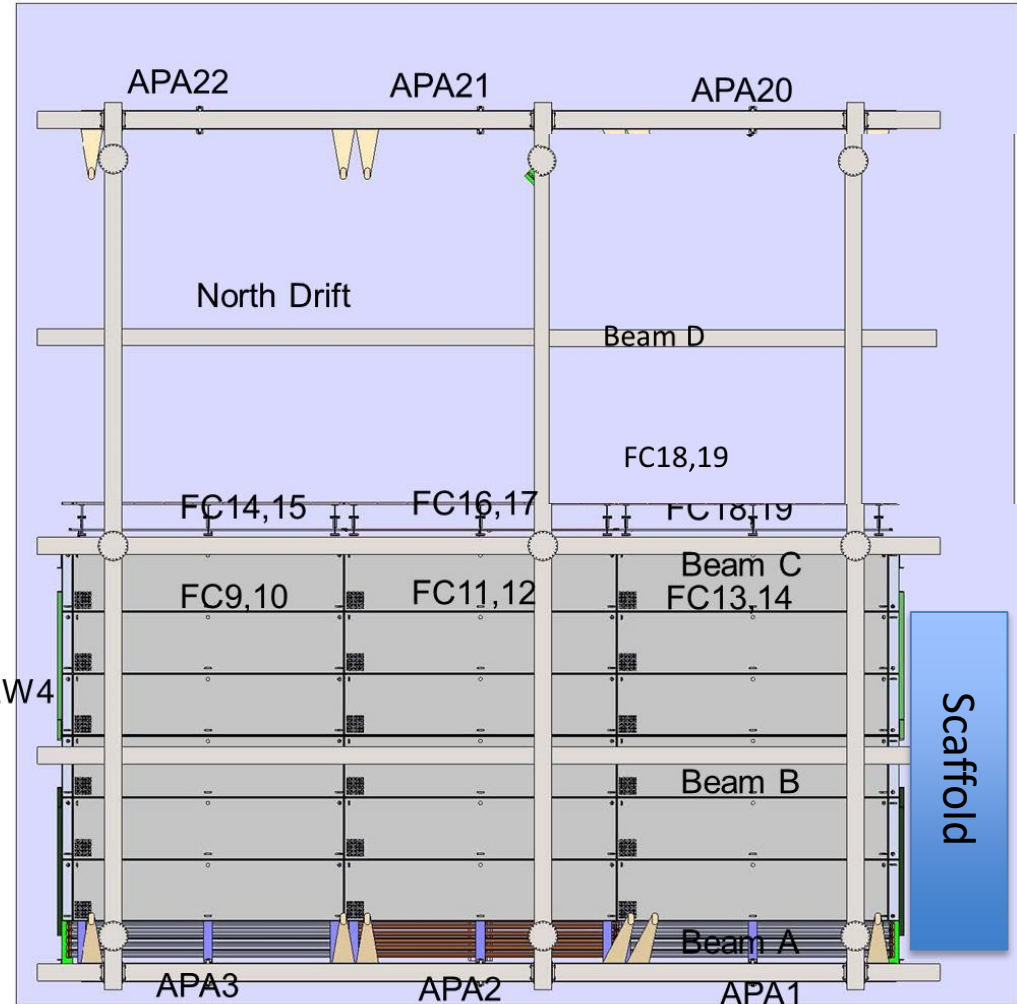 APA22 APA21 APA20
North Drift
Beam D
FC18,19
FC14,15 FC16,17 FC18,19
Beam C
FC9,10 FC11,12 FC13,14
W4
Scaffold
Beam B
Beam A
APA3 APA2 APA1